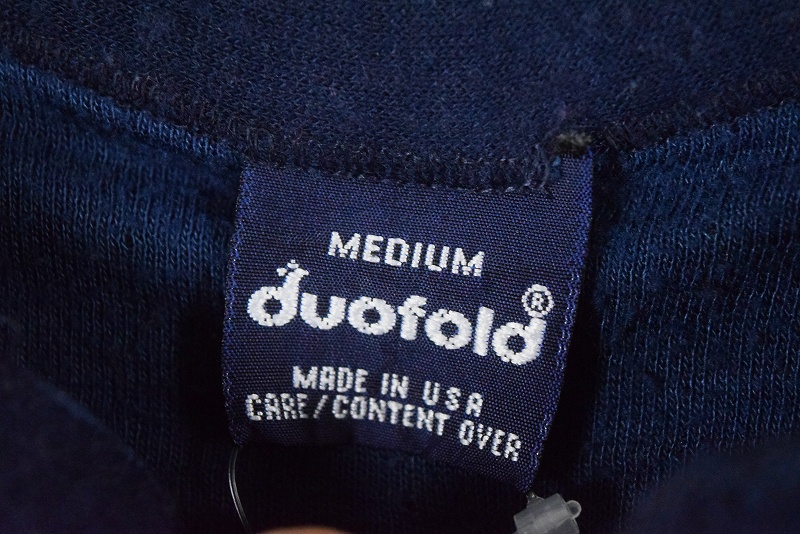 MEDIUM
duofold®
MADE IN USA
CARE/CONTENT OVER